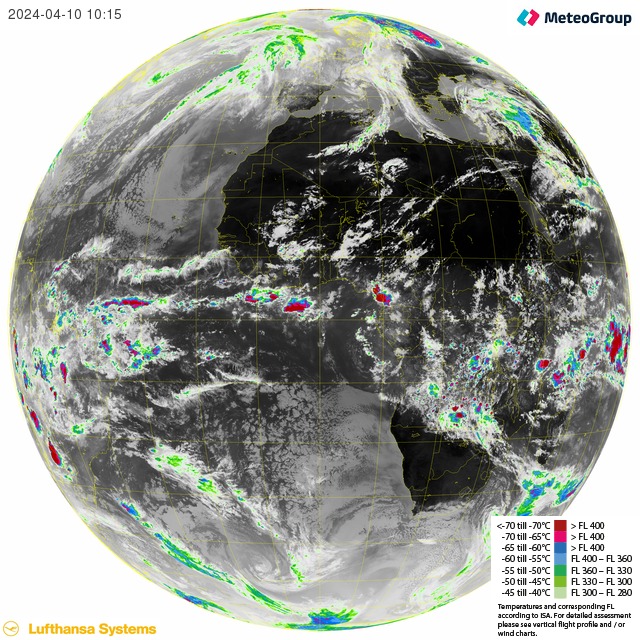 2024-04-10 10:15
MeteoGroup
<-70 till -70°C > FL 400
-70 till -65°C > FL 400
-65 till -60°C > FL 400
-60 till -55°C FL 400 – FL 360
-55 till -50°C FL 360 – FL 330
-50 till -45°C FL 330 – FL 300
-45 till -40°C FL 300 – FL 280
Temperatures and corresponding FL
according to ISA. For detailed assessment
please see vertical flight profile and / or
wind charts.
Lufthansa Systems